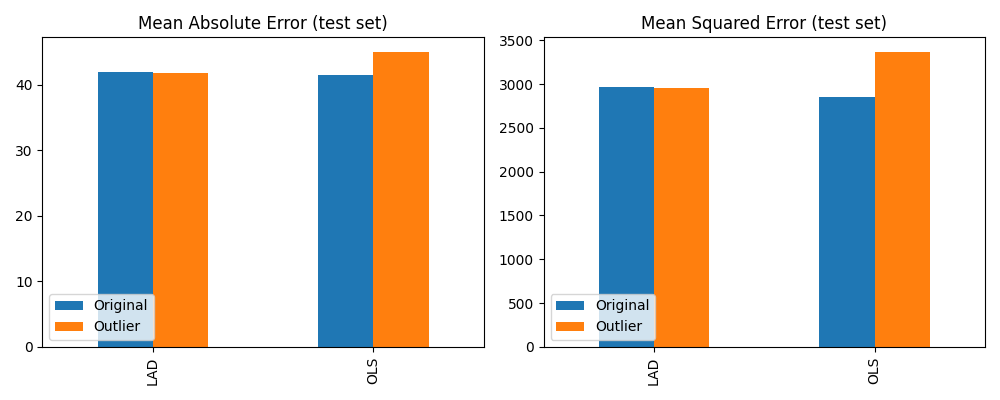 Mean Absolute Error (test set)
40
30
20
10
0
Original
Outlier
LAD
OLS
Mean Squared Error (test set)
3500
3000
2500
2000
1500
1000
500
0
Original
Outlier
LAD
OLS